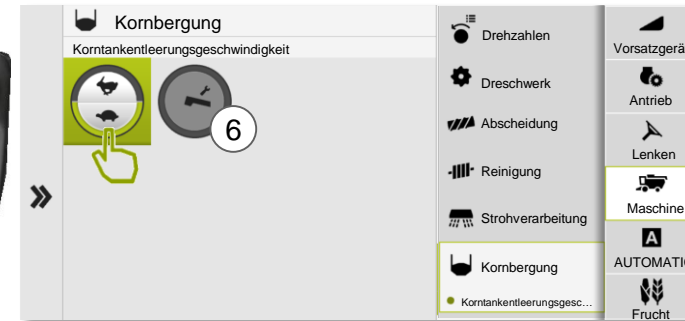 Kornbergung
Korntankentleerungsgeschwindigkeit
6
Drehzahlen
Dreschwerk
Abscheidung
Reinigung
Strohverarbeitung
Kornbergung
Korntankentleerungsgesc...
Vorsatzgerä
Antrieb
Lenken
Maschine
A
AUTOMATIC
Frucht